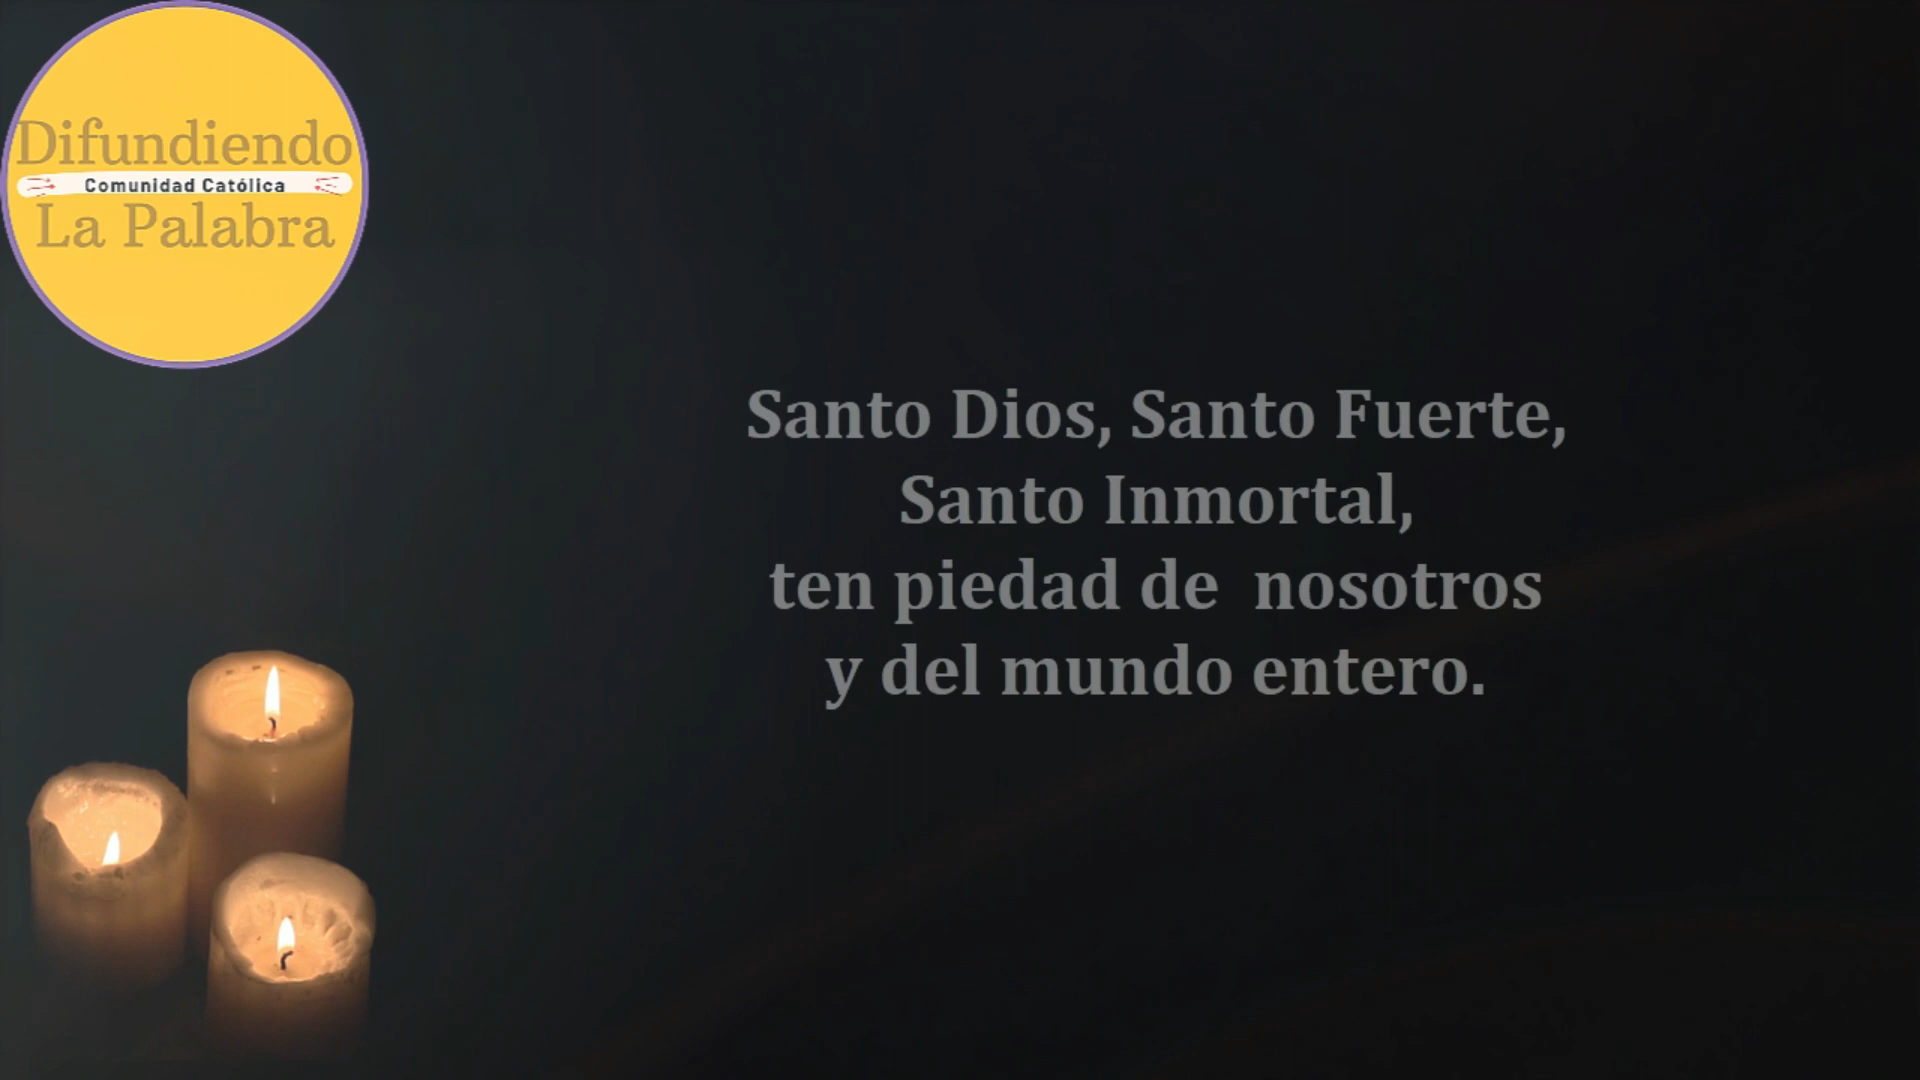 Difundiendo
Comunidad Católica
La Palabra
Santo Dios, Santo Fuerte,
Santo Inmortal,
ten piedad de  nosotros
y del mundo entero.